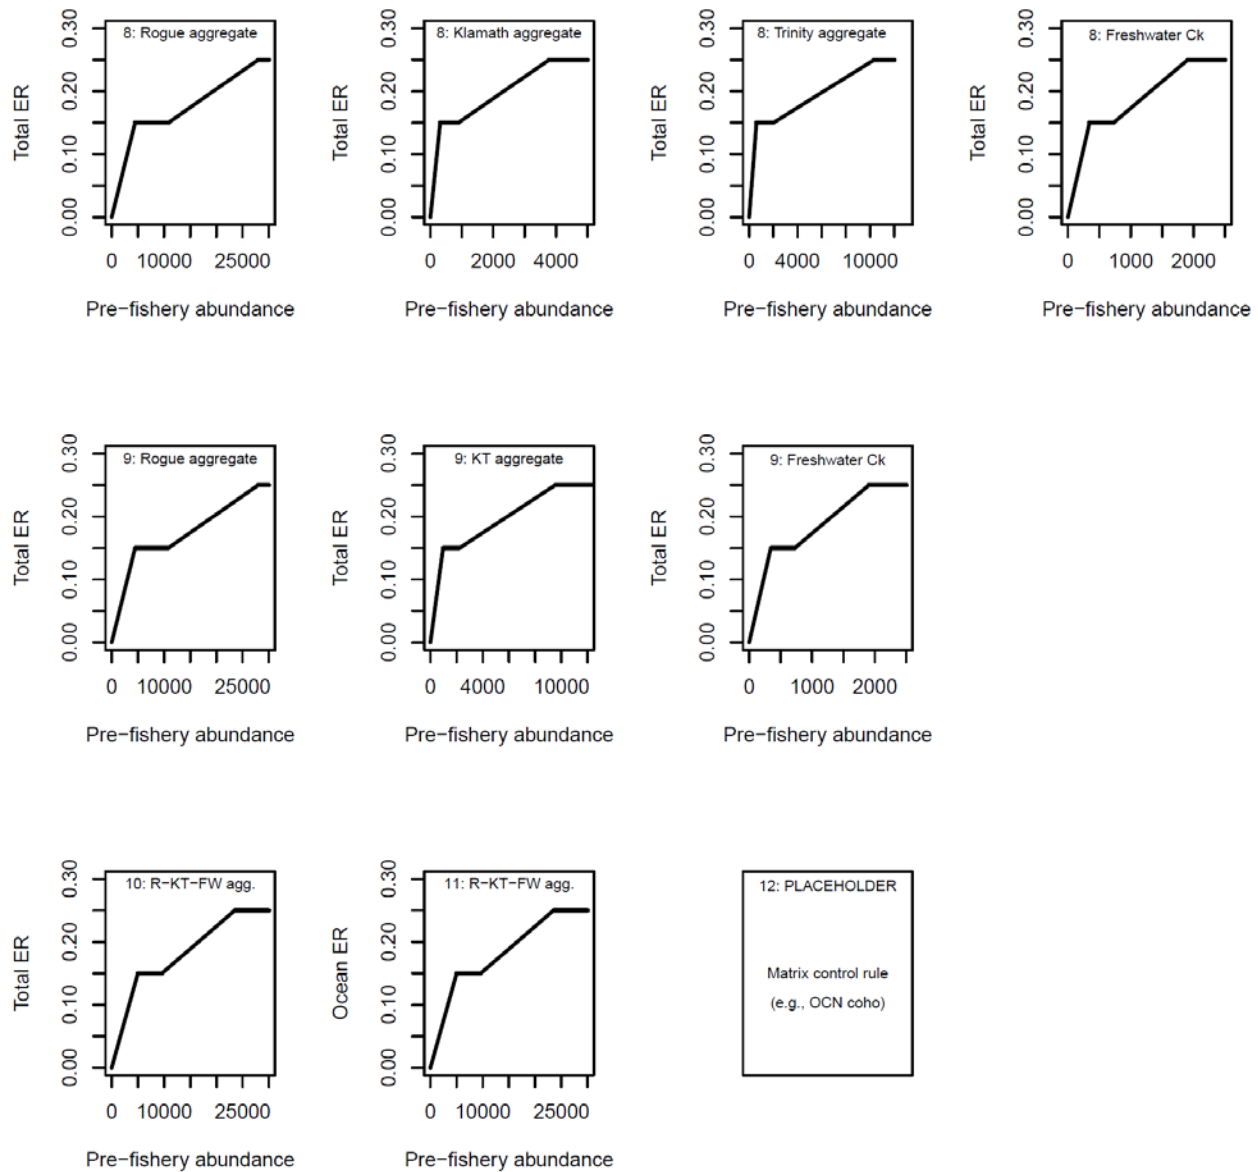 8: Rogue aggregate
Total ER
0.00 0.10 0.20 0.30
0 10000 25000
Pre−fishery abundance
8: Klamath aggregate
Total ER
0.00 0.10 0.20 0.30
0 2000 4000
Pre−fishery abundance
8: Trinity aggregate
Total ER
0.00 0.10 0.20 0.30
0 4000 10000
Pre−fishery abundance
8: Freshwater Ck
Total ER
0.00 0.10 0.20 0.30
0 1000 2000
Pre−fishery abundance
9: Rogue aggregate
Total ER
0.00 0.10 0.20 0.30
0 10000 25000
Pre−fishery abundance
9: KT aggregate
Total ER
0.00 0.10 0.20 0.30
0 4000 10000
Pre−fishery abundance
9: Freshwater Ck
Total ER
0.00 0.10 0.20 0.30
0 1000 2000
Pre−fishery abundance
10: R−KT−FW agg.
Total ER
0.00 0.10 0.20 0.30
0 10000 25000
Pre−fishery abundance
11: R−KT−FW agg.
Ocean ER
0.00 0.10 0.20 0.30
0 10000 25000
Pre−fishery abundance
12: PLACEHOLDER
Matrix control rule
(e.g., OCN coho)